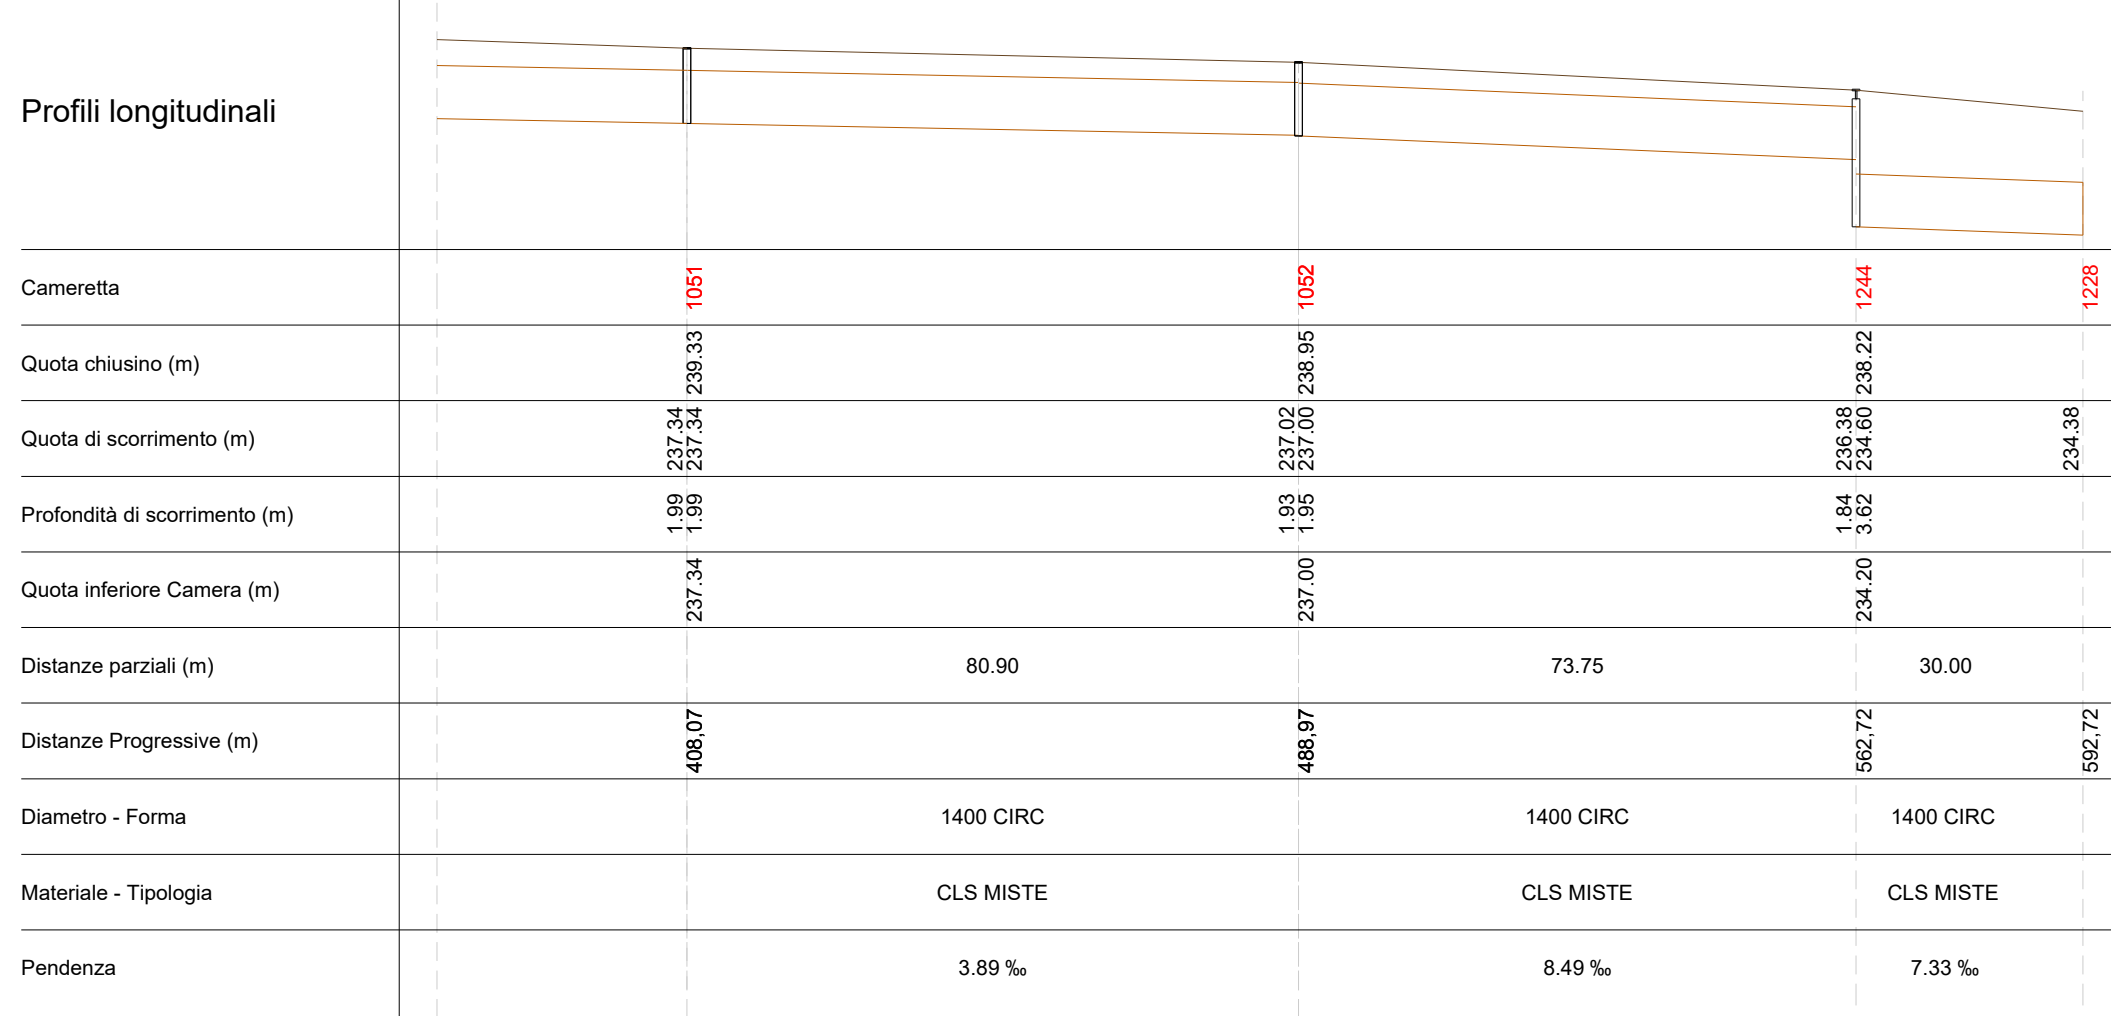 Profili longitudinali
Cameretta
1051
1052
1244
1228
Quota chiusino (m)
239.33
238.95
238.22
Quota di scorrimento (m)
237.34
237.34
237.02
237.00
236.38
234.60
234.38
Profondità di scorrimento (m)
1.99
1.99
1.93
1.95
1.84
3.62
Quota inferiore Camera (m)
237.34
237.00
234.20
Distanze parziali (m)
80.90
73.75
30.00
Distanze Progressive (m)
408,07
488,97
562,72
592,72
Diametro - Forma
1400 CIRC
1400 CIRC
1400 CIRC
Materiale - Tipologia
CLS MISTE
CLS MISTE
CLS MISTE
Pendenza
3.89 ‰
8.49 ‰
7.33 ‰